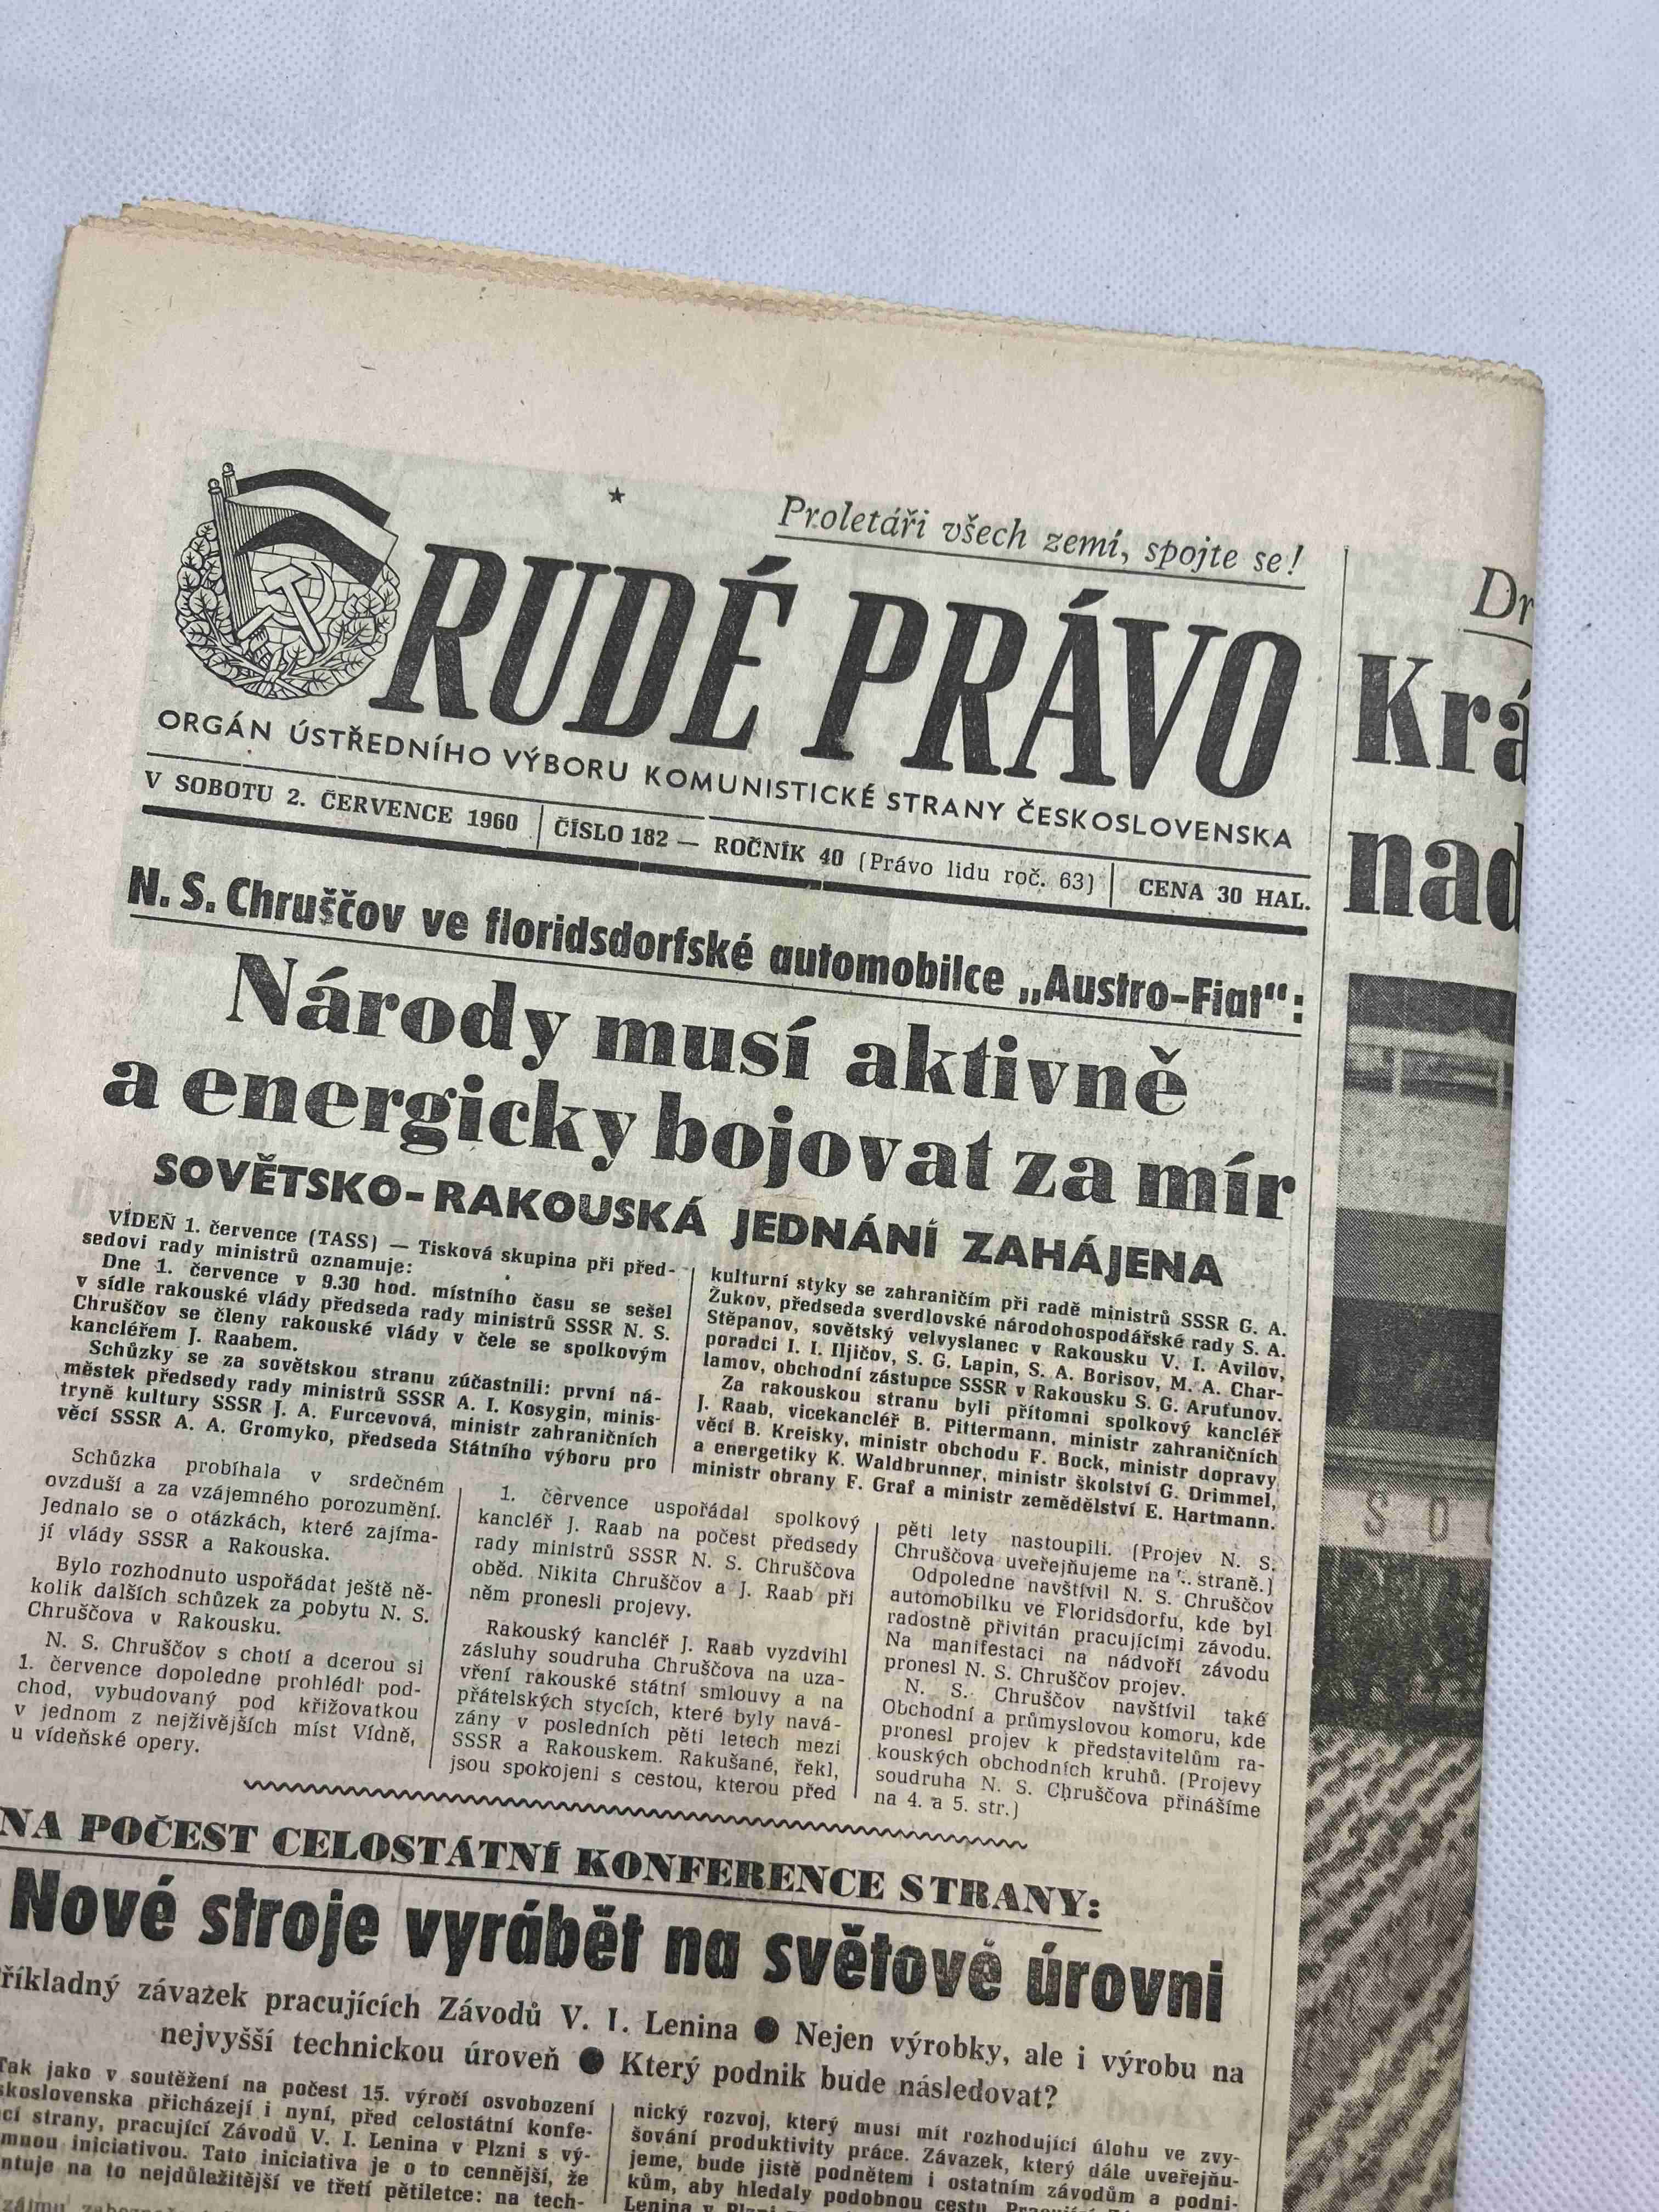 Proletáři všech zemí, spojte se!
RUDÉ PRÁVO
ORGÁN ÚSTŘEDNÍHO VÝBORU KOMUNISTICKÉ STRANY ČESKOSLOVENSKA
V SOBOTU 2. ČERVENCE 1960 ČÍSLO 182 — ROČNÍK 40 (Právo lidu roč. 63) CENA 30 HAL.
N. S. Chruščov ve floridsdorfské automobilce „Austro-Fiat“:
Národy musí aktivně
a energicky bojovat za mír
SOVĚTSKO-RAKOUSKÁ JEDNÁNÍ ZAHÁJENA
VÍDEŇ 1. července (TASS) — Tisková skupina při před-
sedovi rady ministrů oznamuje:
Dne 1. července v 9.30 hod. místního času se sešel
v sídle rakouské vlády předseda rady ministrů SSSR N. S.
Chruščov se členy rakouské vlády v čele se spolkovým
kancléřem J. Raabem.
Schůzky se za sovětskou stranu zúčastnili: první ná-
městek předsedy rady ministrů SSSR A. I. Kosygin, minis-
tryně kultury SSSR J. A. Furcevová, ministr zahraničních
věcí SSSR A. A. Gromyko, předseda Státního výboru pro
kulturní styky se zahraničím při radě ministrů SSSR G. A.
Žukov, předseda sverdlovské národohospodářské rady S. A.
Stěpanov, sovětský velvyslanec v Rakousku V. I. Avilov,
poradci I. I. Iljičov, S. G. Lapin, S. A. Borisov, M. A. Char-
lamov, obchodní zástupce SSSR v Rakousku S. G. Aruťunov.
Za rakouskou stranu byli přítomni spolkový kancléř
J. Raab, vicekancléř B. Pittermann, ministr zahraničních
věcí B. Kreisky, ministr obchodu F. Bock, ministr dopravy
a energetiky K. Waldbrunner, ministr školství G. Drimmel,
ministr obrany F. Graf a ministr zemědělství E. Hartmann.
Schůzka probíhala v srdečném
ovzduší a za vzájemného porozumění.
Jednalo se o otázkách, které zajíma-
jí vlády SSSR a Rakouska.
Bylo rozhodnuto uspořádat ještě ně-
kolik dalších schůzek za pobytu N. S.
Chruščova v Rakousku.
N. S. Chruščov s chotí a dcerou si
1. července dopoledne prohlédl pod-
chod, vybudovaný pod křižovatkou
v jednom z nejživějších míst Vídně,
u vídeňské opery.
1. července uspořádal spolkový
kancléř J. Raab na počest předsedy
rady ministrů SSSR N. S. Chruščova
oběd. Nikita Chruščov a J. Raab při
něm pronesli projevy.
Rakouský kancléř J. Raab vyzdvihl
zásluhy soudruha Chruščova na uza-
vření rakouské státní smlouvy a na
přátelských stycích, které byly navá-
zány v posledních pěti letech mezi
SSSR a Rakouskem. Rakušané, řekl,
jsou spokojeni s cestou, kterou před
pěti lety nastoupili. (Projev N. S.
Chruščova uveřejňujeme na straně.)
Odpoledne navštívil N. S. Chruščov
automobilku ve Floridsdorfu, kde byl
radostně přivítán pracujícími závodu.
Na manifestaci na nádvoří závodu
pronesl N. S. Chruščov projev.
N. S. Chruščov navštívil také
Obchodní a průmyslovou komoru, kde
pronesl projev k představitelům ra-
kouských obchodních kruhů. (Projevy
soudruha N. S. Chruščova přinášíme
na 4. a 5. str.)
NA POČEST CELOSTÁTNÍ KONFERENCE STRANY:
Nové stroje vyrábět na světové úrovni
říkladný závazek pracujících Závodů V. I. Lenina ● Nejen výrobky, ale i výrobu na
nejvyšší technickou úroveň ● Který podnik bude následovat?
Tak jako v soutěžení na počest 15. výročí osvobození
skoslovenska přicházejí i nyní, před celostátní konfe-
cí strany, pracující Závodů V. I. Lenina v Plzni s vý-
mnou iniciativou. Tato iniciativa je o to cennější, že
ntuje na to nejdůležitější ve třetí pětiletce: na tech-
nický rozvoj, který musí mít rozhodující úlohu ve zvy-
šování produktivity práce. Závazek, který dále uveřejňu-
jeme, bude jistě podnětem i ostatním závodům a podni-
kům, aby hledaly podobnou cestu.
Lenina v Plzni
Dr
Krá
nad
S O